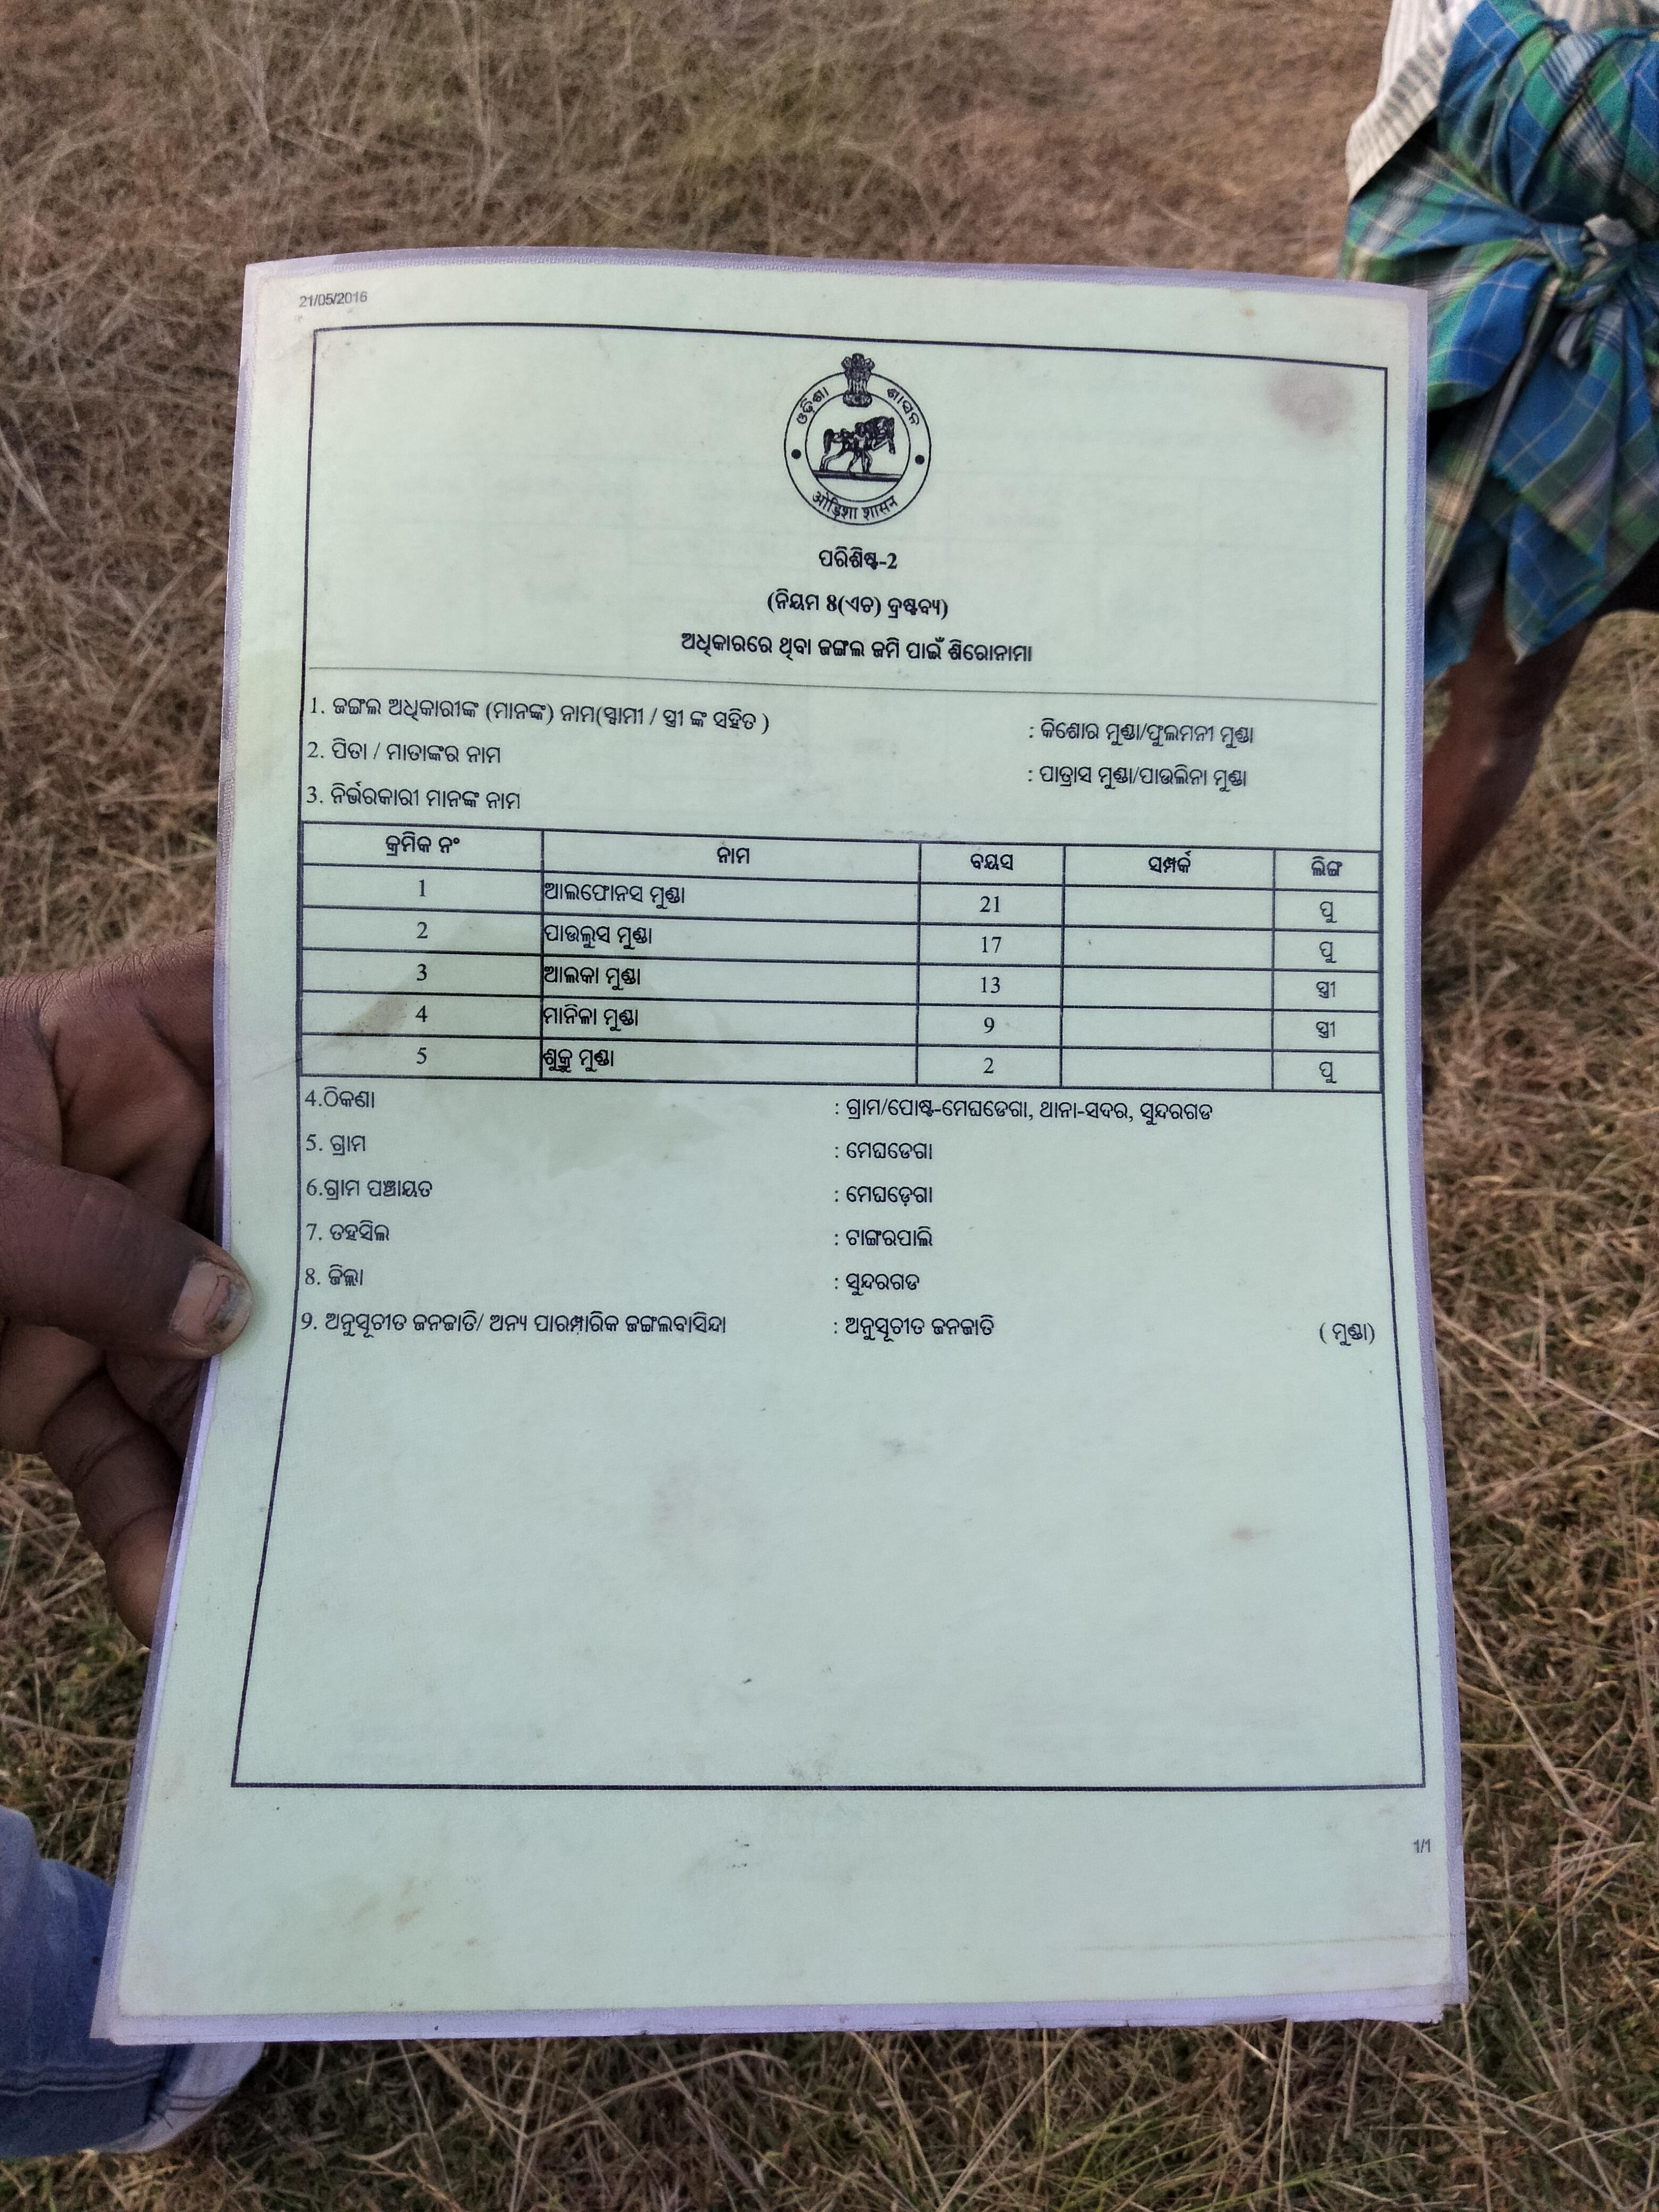 21/05/2016
ଓଡ଼ିଶା ଶାସନ
ओड़िशा शासन
ପରିଶିଷ୍ଟ-2
(ନିୟମ 8(ଏଚ) ଦ୍ରଷ୍ଟବ୍ୟ)
ଅଧିକାରରେ ଥିବା ଜଙ୍ଗଲ ଜମି ପାଇଁ ଶିରୋନାମା
1. ଜଙ୍ଗଲ ଅଧିକାରୀଙ୍କ (ମାନଙ୍କ) ନାମ(ସ୍ୱାମୀ / ସ୍ତ୍ରୀ ଙ୍କ ସହିତ ) : କିଶୋର ମୁଣ୍ଡା/ଫୁଲମନୀ ମୁଣ୍ଡା
2. ପିତା / ମାତାଙ୍କର ନାମ : ପାତ୍ରାସ ମୁଣ୍ଡା/ପାଉଲିନା ମୁଣ୍ଡା
3. ନିର୍ଭରକାରୀ ମାନଙ୍କ ନାମ
କ୍ରମିକ ନଂ ନାମ ବୟସ ସମ୍ପର୍କ ଲିଙ୍ଗ
1 ଆଲଫୋନସ ମୁଣ୍ଡା 21 ପୁ
2 ପାଉଲୁସ ମୁଣ୍ଡା 17 ପୁ
3 ଆଲକା ମୁଣ୍ଡା 13 ସ୍ତ୍ରୀ
4 ମାନିଳା ମୁଣ୍ଡା 9 ସ୍ତ୍ରୀ
5 ଶୁକ୍ରୁ ମୁଣ୍ଡା 2 ପୁ
4.ଠିକଣା : ଗ୍ରାମ/ପୋଷ୍ଟ-ମେଘଡେଗା, ଥାନା-ସଦର, ସୁନ୍ଦରଗଡ
5. ଗ୍ରାମ : ମେଘଡେଗା
6.ଗ୍ରାମ ପଞ୍ଚାୟତ : ମେଘଡ଼େଗା
7. ତହସିଲ : ଟାଙ୍ଗରପାଲି
8. ଜିଲ୍ଲା : ସୁନ୍ଦରଗଡ
9. ଅନୁସୂଚୀତ ଜନଜାତି/ ଅନ୍ୟ ପାରମ୍ପାରିକ ଜଙ୍ଗଲବାସିନ୍ଦା : ଅନୁସୂଚୀତ ଜନଜାତି ( ମୁଣ୍ଡା)
1/1